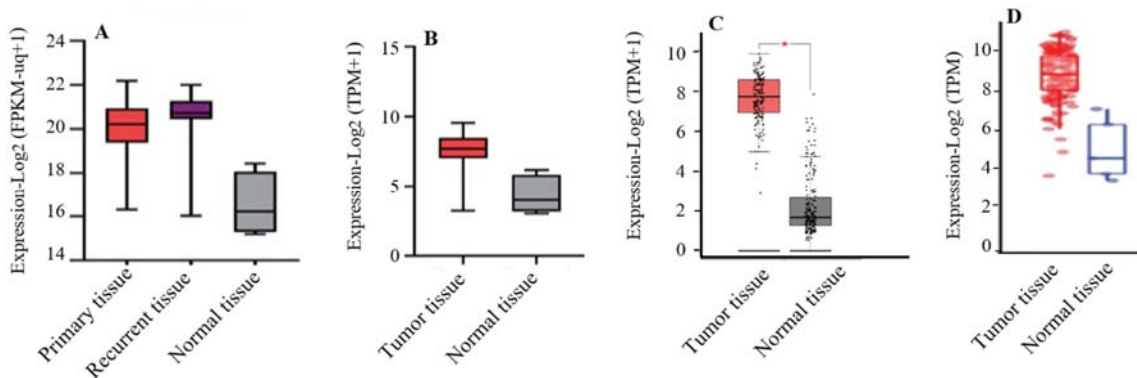 A
Expression-Log2 (FPKM-uq+1)
24
22
20
18
16
14
Primary tissue
Recurrent tissue
Normal tissue
B
Expression-Log2 (TPM+1)
15
10
5
0
Tumor tissue
Normal tissue
C
Expression-Log2 (TPM+1)
10
8
6
4
2
0
Tumor tissue
Normal tissue
D
Expression-Log2 (TPM)
10
8
6
4
2
0
Tumor tissue
Normal tissue